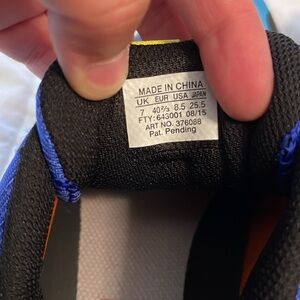 MADE IN CHINA
UK EUR USA JAPAN
7 40⅔ 8.5 25.5
FTY: 643001 08/15
ART NO. 376088
Pat. Pending